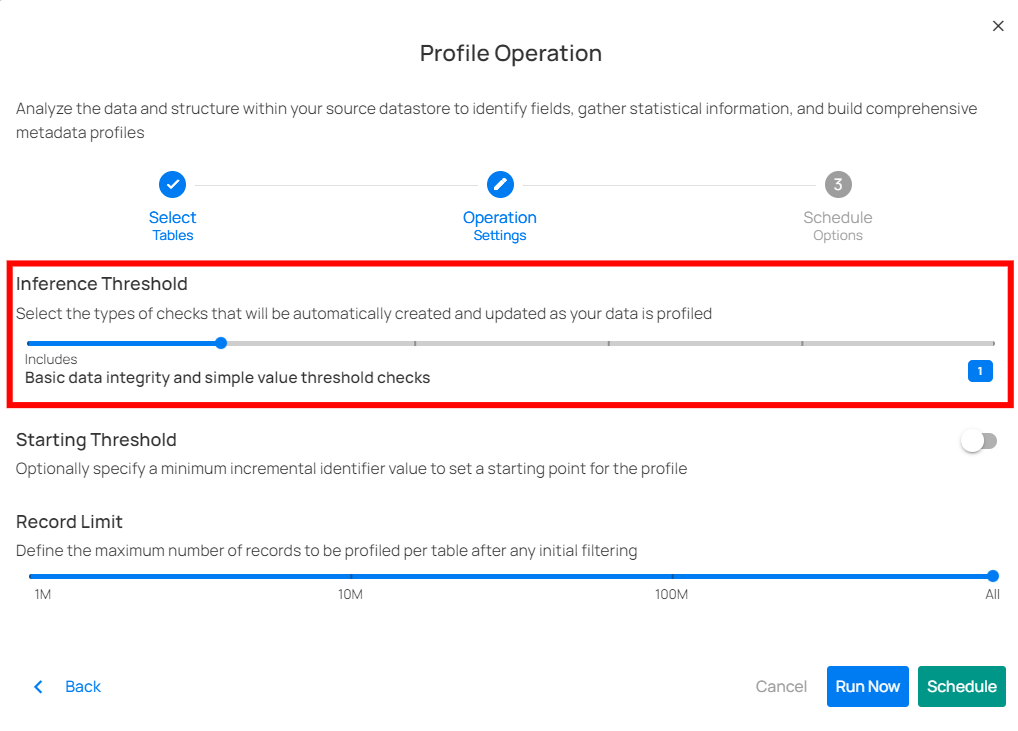 Profile Operation
Analyze the data and structure within your source datastore to identify fields, gather statistical information, and build comprehensive
metadata profiles
3
Select
Tables
Operation
Settings
Schedule
Options
Inference Threshold
Select the types of checks that will be automatically created and updated as your data is profiled
Includes
Basic data integrity and simple value threshold checks
1
Starting Threshold
Optionally specify a minimum incremental identifier value to set a starting point for the profile
Record Limit
Define the maximum number of records to be profiled per table after any initial filtering
1M 10M 100M All
Back Cancel Run Now Schedule